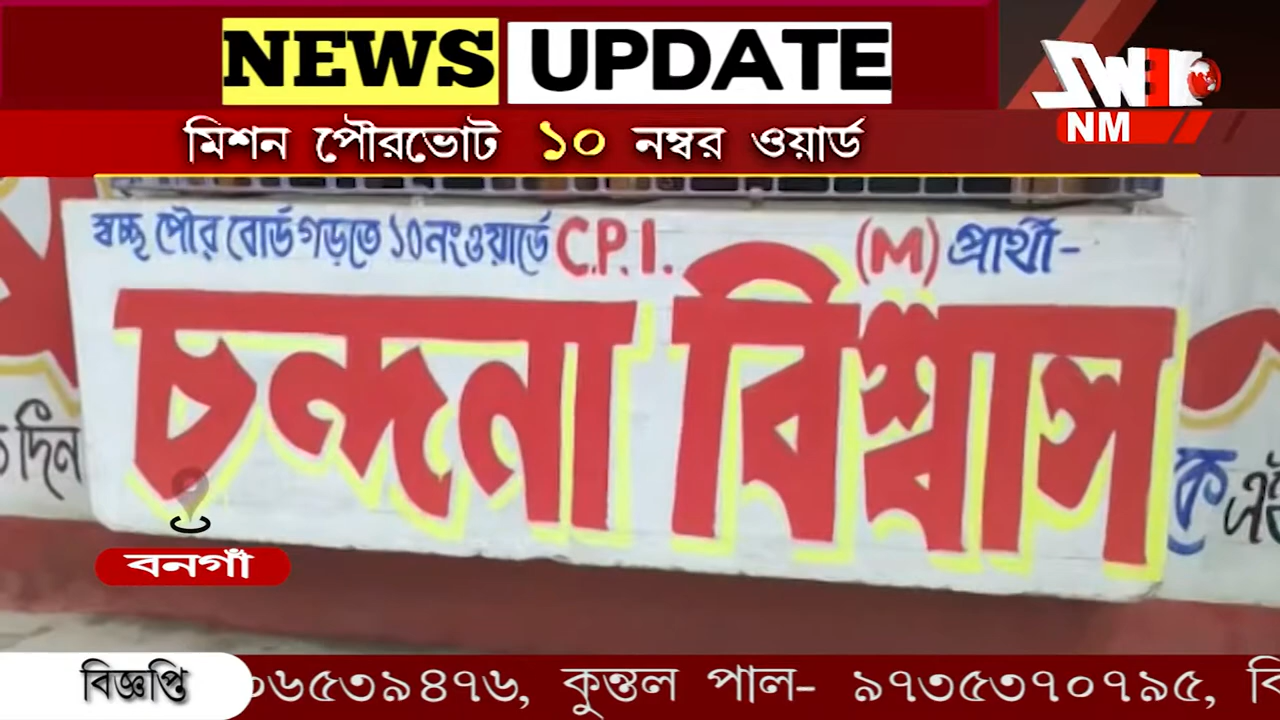 NEWS UPDATE
NM
মিশন পৌরভোট ১০ নম্বর ওয়ার্ড
স্বচ্ছ পৌর বোর্ড গড়তে ১০নং ওয়ার্ডে C.P.I. (M) প্রার্থী-
চন্দনা বিশ্বাস
দিন
কে
বনগাঁ
বিজ্ঞপ্তি
০৬৫৩৯৪৭৬, কুন্তল পাল- ৯৭৩৫৩৭০৭৯৫, বি